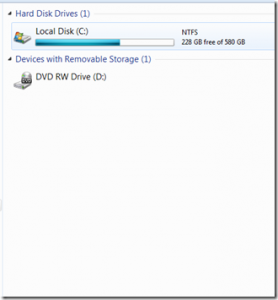 Hard Disk Drives (1)
Local Disk (C:)
NTFS
228 GB free of 580 GB
Devices with Removable Storage (1)
DVD RW Drive (D:)